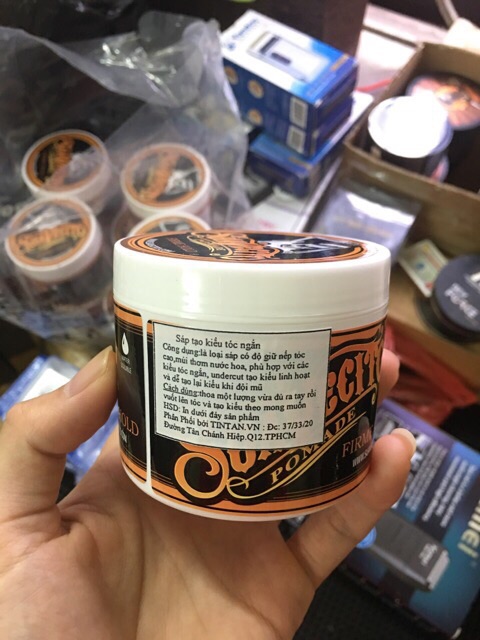 Sáp tạo kiểu tóc ngắn
Công dụng:là loại sáp có độ giữ nếp tóc
cao,mùi thơm nước hoa, phù hợp với các
kiểu tóc ngắn, undercut tạo kiểu linh hoạt
và dễ tạo lại kiểu khi đội mũ
Cách dùng:thoa một lượng vừa đủ ra tay rồi
vuốt lên tóc và tạo kiểu theo mong muốn
HSD: In dưới đáy sản phẩm
Phân Phối bởi TINTAN.VN : Đc: 37/33/20
Đường Tân Chánh Hiệp.Q12.TPHCM
POMADE
FIRM
OLD